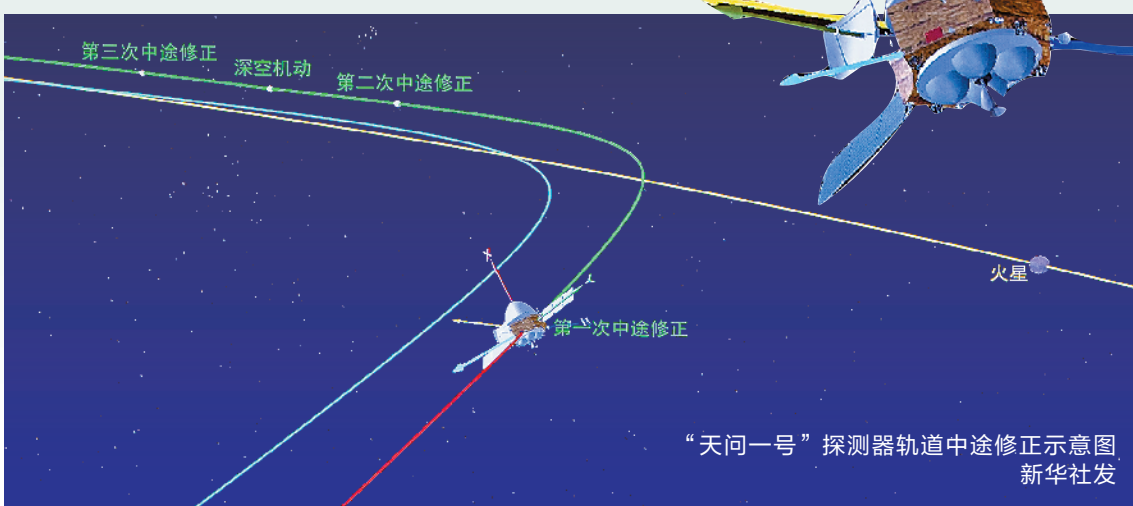 第三次中途修正
深空机动
第二次中途修正
火星
第一次中途修正
“天问一号”探测器轨道中途修正示意图
新华社发